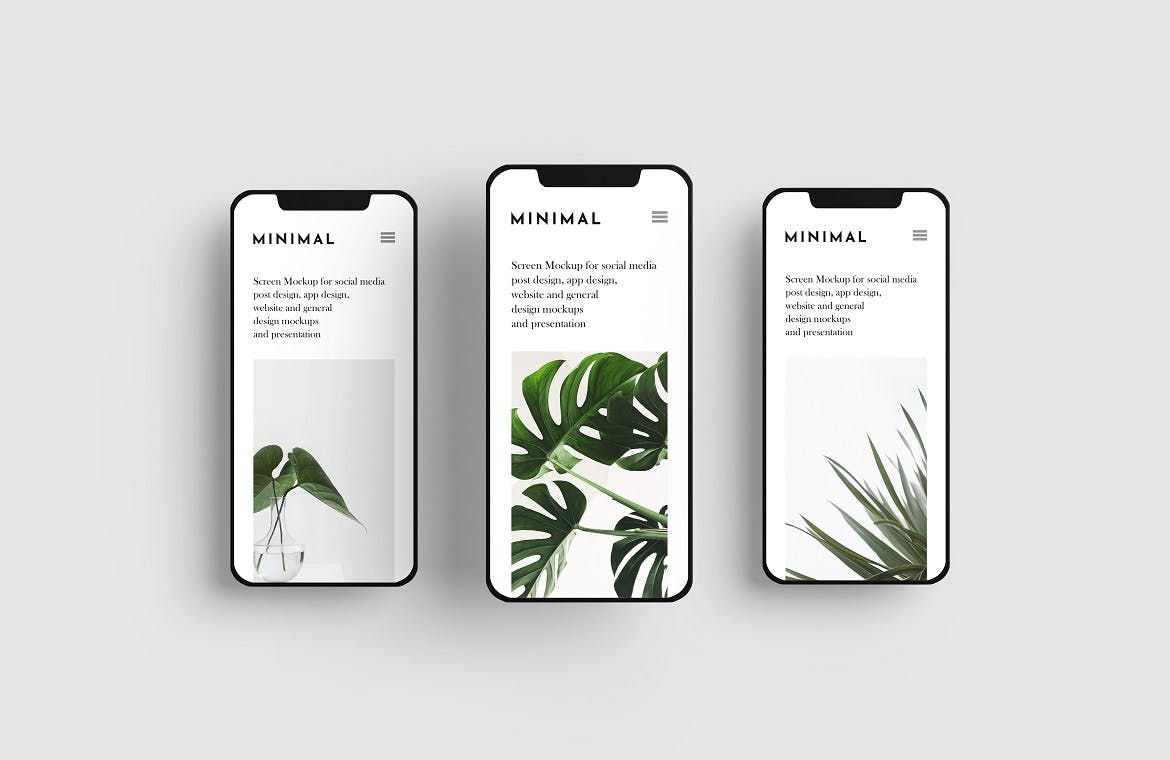 MINIMAL
Screen Mockup for social media
post design, app design,
website and general
design mockups
and presentation
MINIMAL
Screen Mockup for social media
post design, app design,
website and general
design mockups
and presentation
MINIMAL
Screen Mockup for social media
post design, app design,
website and general
design mockups
and presentation